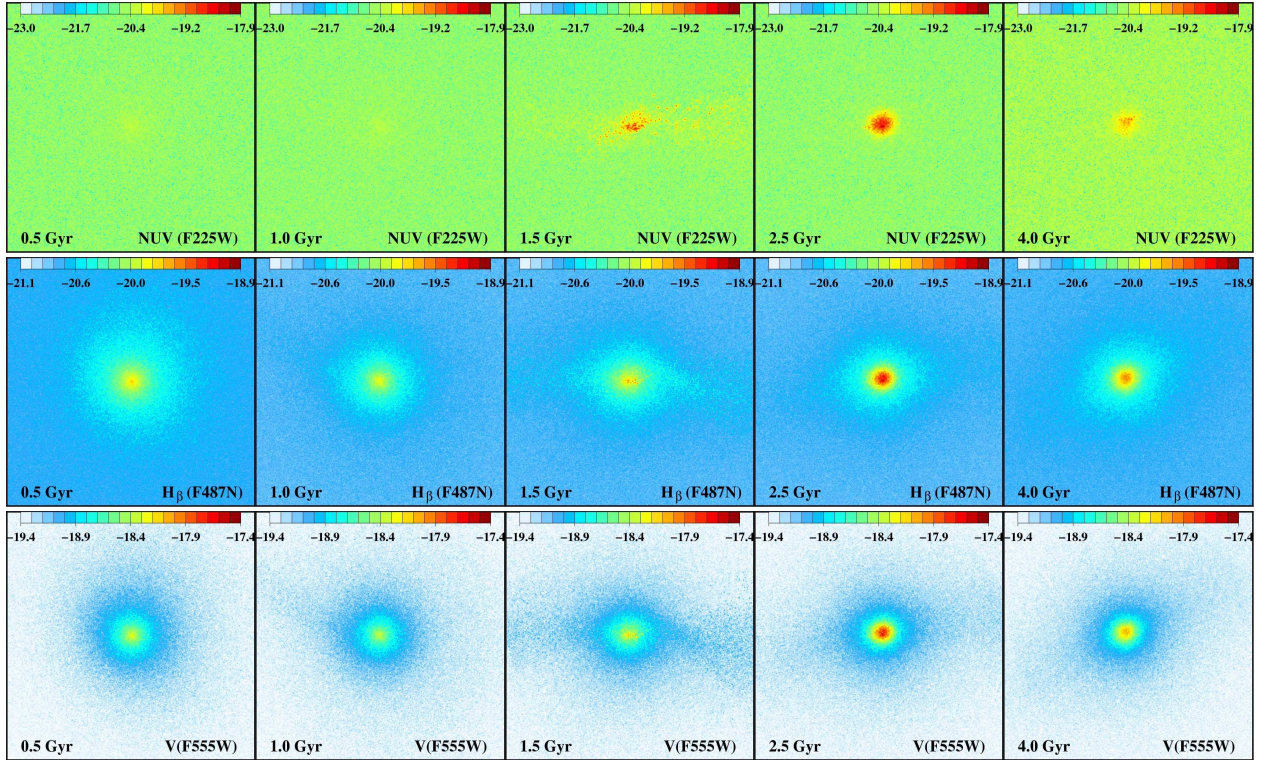 −23.0 −21.7 −20.4 −19.2 −17.9 −23.0 −21.7 −20.4 −19.2 −17.9 −23.0 −21.7 −20.4 −19.2 −17.9 −23.0 −21.7 −20.4 −19.2 −17.9 −23.0 −21.7 −20.4 −19.2 −17.9
0.5 Gyr NUV (F225W) 1.0 Gyr NUV (F225W) 1.5 Gyr NUV (F225W) 2.5 Gyr NUV (F225W) 4.0 Gyr NUV (F225W)
−21.1 −20.6 −20.0 −19.5 −18.9 −21.1 −20.6 −20.0 −19.5 −18.9 −21.1 −20.6 −20.0 −19.5 −18.9 −21.1 −20.6 −20.0 −19.5 −18.9 −21.1 −20.6 −20.0 −19.5 −18.9
0.5 Gyr Hβ (F487N) 1.0 Gyr Hβ (F487N) 1.5 Gyr Hβ (F487N) 2.5 Gyr Hβ (F487N) 4.0 Gyr Hβ (F487N)
−19.4 −18.9 −18.4 −17.9 −17.4 −19.4 −18.9 −18.4 −17.9 −17.4 −19.4 −18.9 −18.4 −17.9 −17.4 −19.4 −18.9 −18.4 −17.9 −17.4 −19.4 −18.9 −18.4 −17.9 −17.4
0.5 Gyr V(F555W) 1.0 Gyr V(F555W) 1.5 Gyr V(F555W) 2.5 Gyr V(F555W) 4.0 Gyr V(F555W)